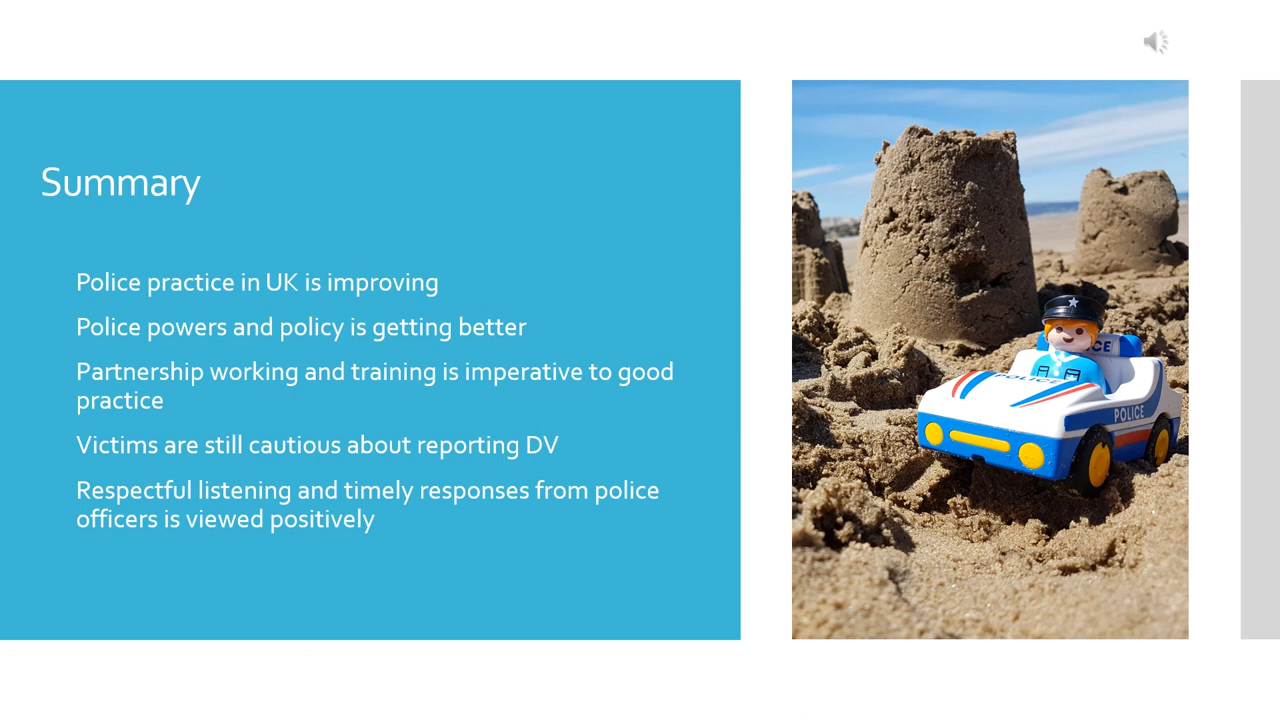 Summary
Police practice in UK is improving
Police powers and policy is getting better
Partnership working and training is imperative to good
practice
Victims are still cautious about reporting DV
Respectful listening and timely responses from police
officers is viewed positively
CE
POLICE
POLICE